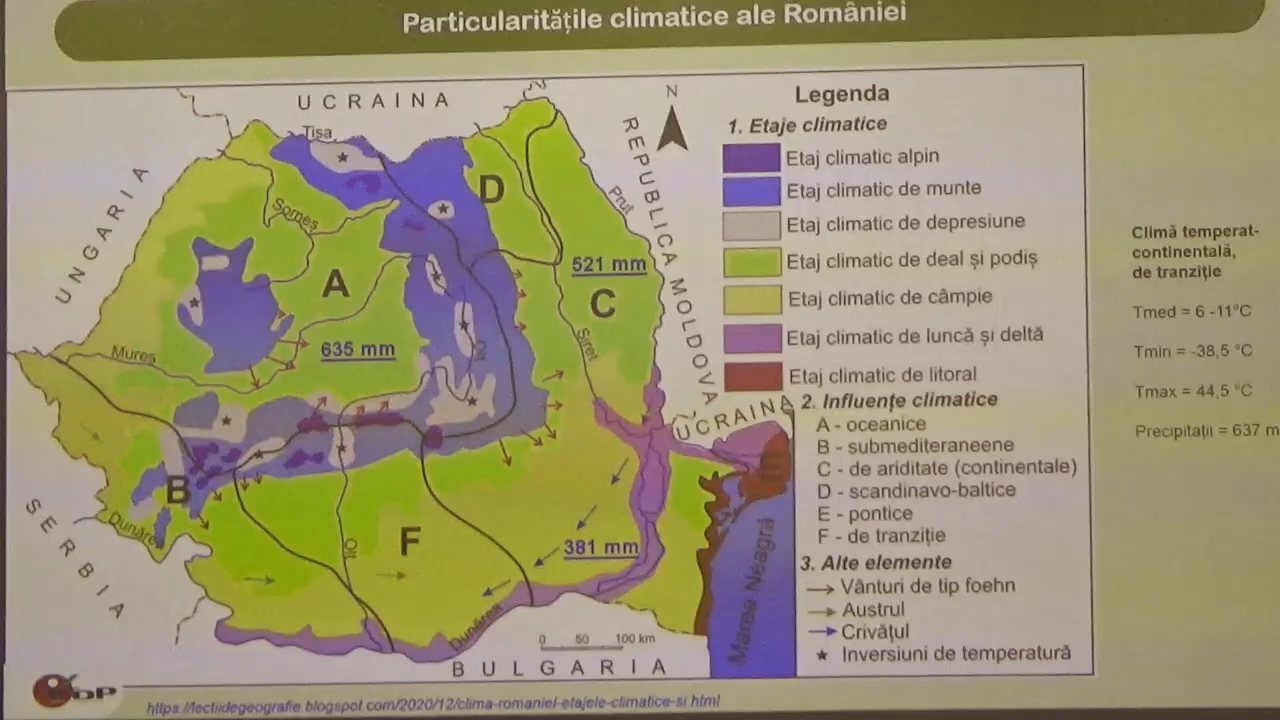 Particularitățile climatice ale României
UCRAINA
N
Legenda
1. Etaje climatice
Etaj climatic alpin
Etaj climatic de munte
Etaj climatic de depresiune
Etaj climatic de deal și podiș
Etaj climatic de câmpie
Etaj climatic de luncă și deltă
Etaj climatic de litoral
2. Influențe climatice
A - oceanice
B - submediteraneene
C - de ariditate (continentale)
D - scandinavo-baltice
E - pontice
F - de tranziție
3. Alte elemente
Vânturi de tip foehn
Austrul
Crivățul
Inversiuni de temperatură
Tisa
REPUBLICA MOLDOVA
UNGARIA
D
Prut
Someș
521 mm
A
C
635 mm
Mureș
Siret
Olt
UCRAINA
B
SERBIA
Dunărea
F
Olt
381 mm
Marea Neagră
Dunărea
0 50 100 km
BULGARIA
Climă temperat-
continentală,
de tranziție
Tmed = 6 -11°C
Tmin = -38,5 °C
Tmax = 44,5 °C
Precipitații = 637 m
https://lectiidegeografie.blogspot.com/2020/12/clima-romaniei-etajele-climatice-si.html